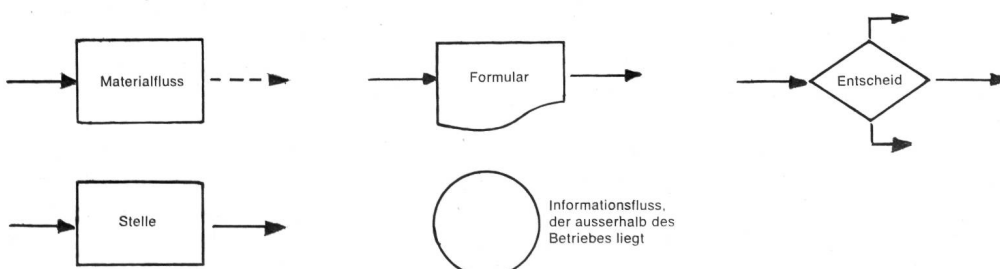 Materialfluss
Formular
Entscheid
Stelle
Informationsfluss,
der ausserhalb des
Betriebes liegt